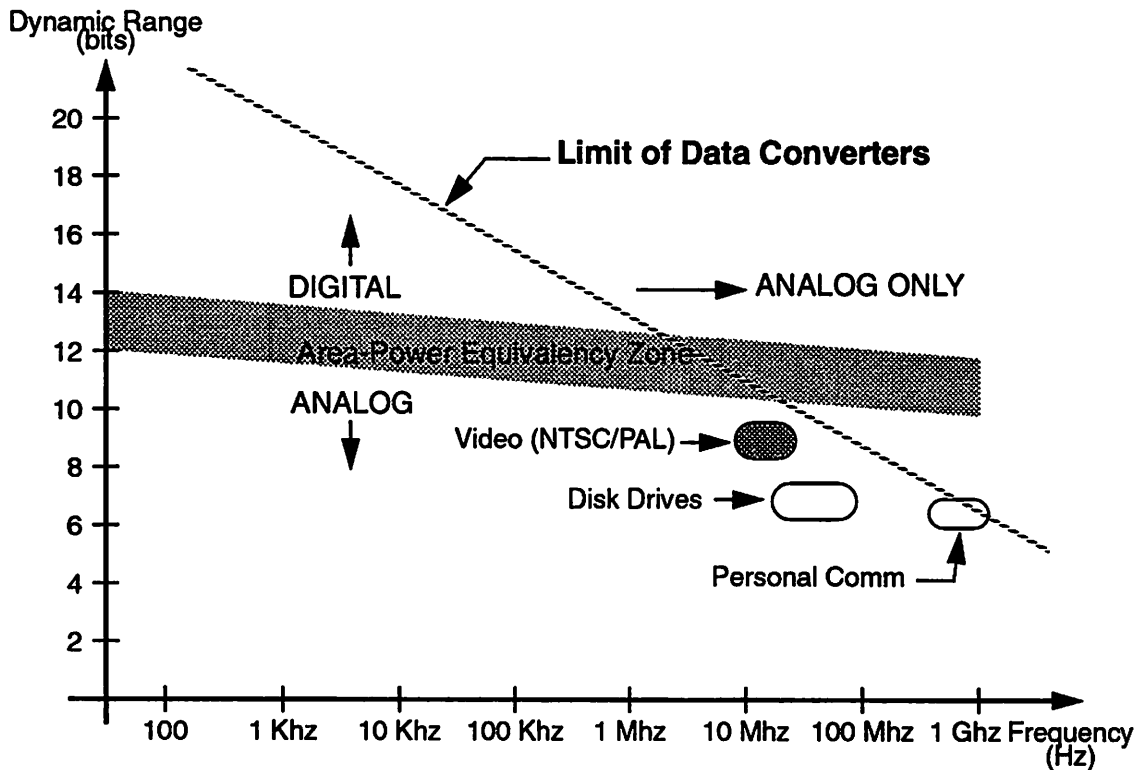 Dynamic Range
(bits)
20
18
16
14
12
10
8
6
4
2
0
Limit of Data Converters
DIGITAL
ANALOG ONLY
Area-Power Equivalency Zone
ANALOG
Video (NTSC/PAL)
Disk Drives
Personal Comm
100 1 Khz 10 Khz 100 Khz 1 Mhz 10 Mhz 100 Mhz 1 Ghz Frequency
(Hz)